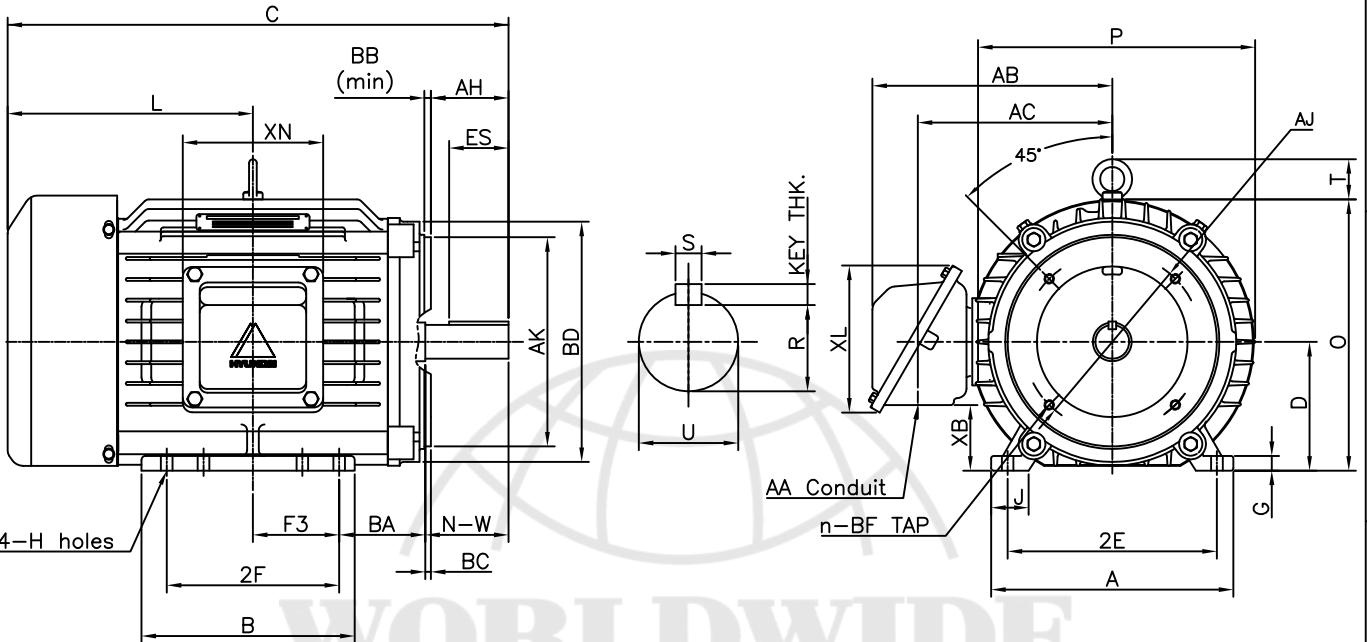 C
P
BB
(min)
AH
AB
L
AC
XN
AJ
ES
45°
T
KEY THK.
S
AK
BD
R
XL
O
D
U
XB
AA Conduit
G
J
n-BF TAP
4-H holes
F3
BA
N-W
2E
BC
2F
A
B
HYUNDAI
WORLDWIDE